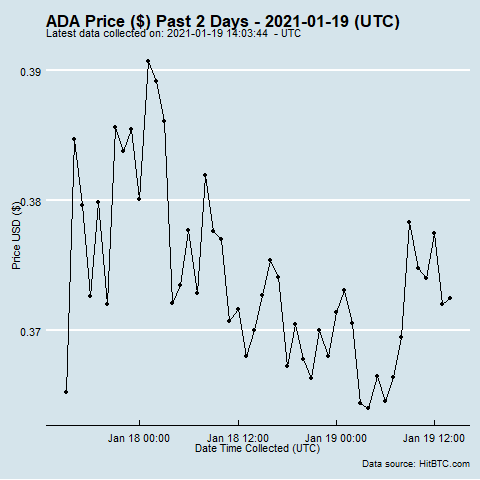 ADA Price ($) Past 2 Days - 2021-01-19 (UTC)
Latest data collected on: 2021-01-19 14:03:44 - UTC
0.39
0.38
0.37
Price USD ($)
Jan 18 00:00
Jan 18 12:00
Jan 19 00:00
Jan 19 12:00
Date Time Collected (UTC)
Data source: HitBTC.com